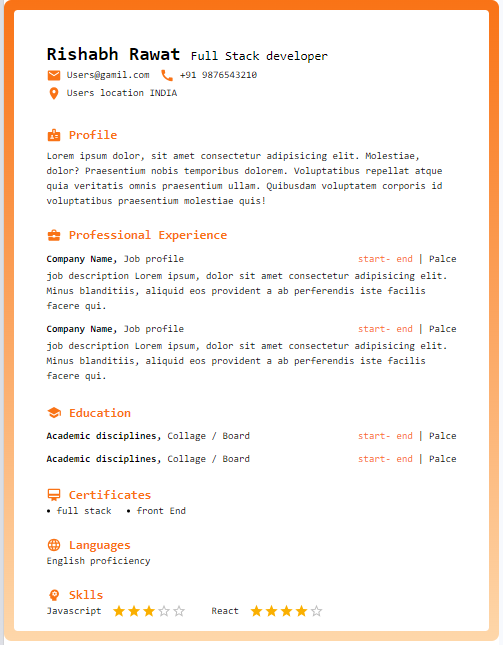 Rishabh Rawat Full Stack developer
Users@gamil.com +91 9876543210
Users location INDIA
Profile
Lorem ipsum dolor, sit amet consectetur adipisicing elit. Molestiae,
dolor? Praesentium nobis temporibus dolorem. Voluptatibus repellat atque
quia veritatis omnis praesentium ullam. Quibusdam voluptatem corporis id
voluptatibus praesentium molestiae quis!
Professional Experience
Company Name, Job profile start- end | Palce
job description Lorem ipsum, dolor sit amet consectetur adipisicing elit.
Minus blanditiis, aliquid eos provident a ab perferendis iste facilis
facere qui.
Company Name, Job profile start- end | Palce
job description Lorem ipsum, dolor sit amet consectetur adipisicing elit.
Minus blanditiis, aliquid eos provident a ab perferendis iste facilis
facere qui.
Education
Academic disciplines, Collage / Board start- end | Palce
Academic disciplines, Collage / Board start- end | Palce
Certificates
• full stack • front End
Languages
English proficiency
Sklls
Javascript ★★★☆☆ React ★★★★☆